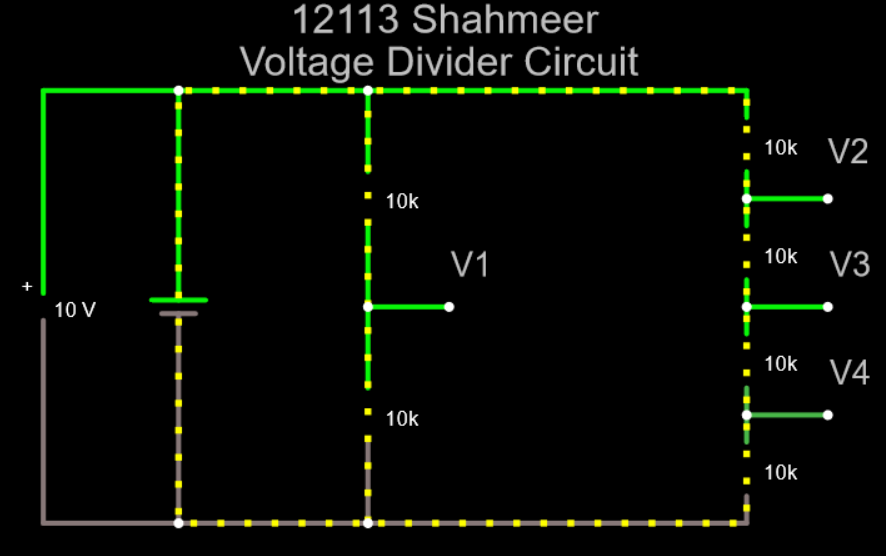 12113 Shahmeer
Voltage Divider Circuit
10k
V2
10k
V1
10k
V3
+
10 V
10k
V4
10k
10k